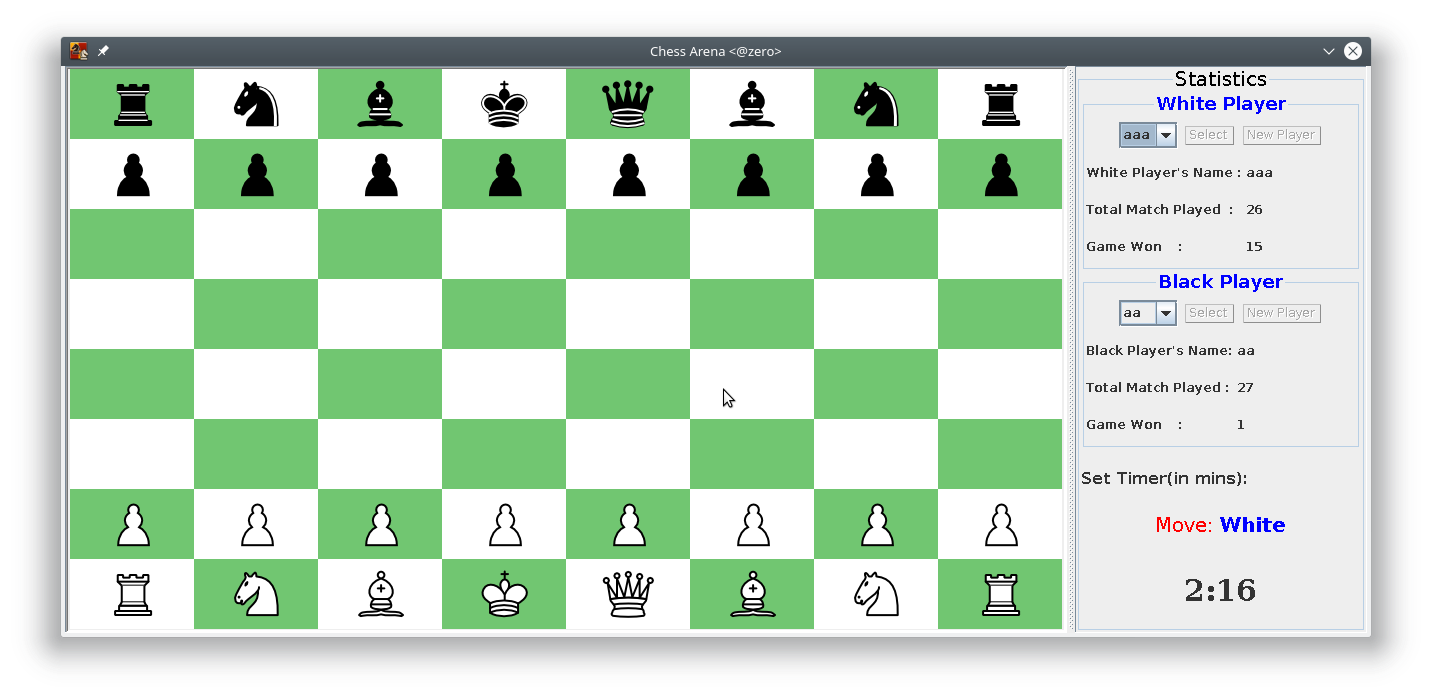 Chess Arena <@zero>
Statistics
White Player
aaa Select New Player
White Player's Name : aaa
Total Match Played : 26
Game Won : 15
Black Player
aa Select New Player
Black Player's Name: aa
Total Match Played : 27
Game Won : 1
Set Timer(in mins):
Move: White
2:16